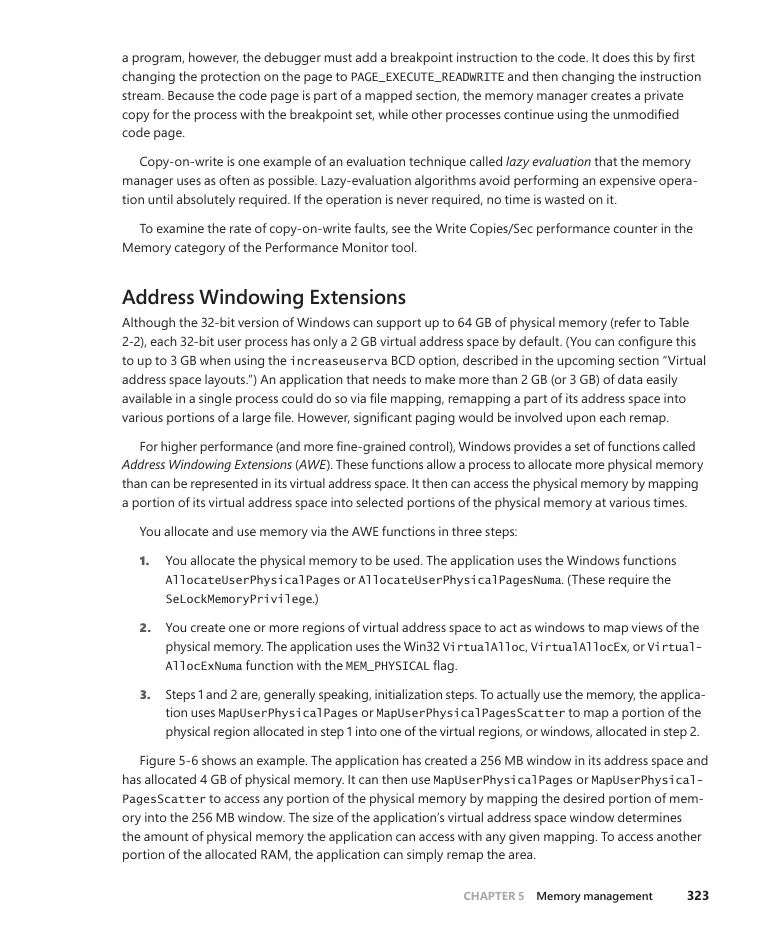 a program, however, the debugger must add a breakpoint instruction to the code. It does this by first
changing the protection on the page to PAGE_EXECUTE_READWRITE and then changing the instruction
stream. Because the code page is part of a mapped section, the memory manager creates a private
copy for the process with the breakpoint set, while other processes continue using the unmodified
code page.
Copy-on-write is one example of an evaluation technique called lazy evaluation that the memory
manager uses as often as possible. Lazy-evaluation algorithms avoid performing an expensive opera-
tion until absolutely required. If the operation is never required, no time is wasted on it.
To examine the rate of copy-on-write faults, see the Write Copies/Sec performance counter in the
Memory category of the Performance Monitor tool.
Address Windowing Extensions
Although the 32-bit version of Windows can support up to 64 GB of physical memory (refer to Table
2-2), each 32-bit user process has only a 2 GB virtual address space by default. (You can configure this
to up to 3 GB when using the increaseuserva BCD option, described in the upcoming section “Virtual
address space layouts.”) An application that needs to make more than 2 GB (or 3 GB) of data easily
available in a single process could do so via file mapping, remapping a part of its address space into
various portions of a large file. However, significant paging would be involved upon each remap.
For higher performance (and more fine-grained control), Windows provides a set of functions called
Address Windowing Extensions (AWE). These functions allow a process to allocate more physical memory
than can be represented in its virtual address space. It then can access the physical memory by mapping
a portion of its virtual address space into selected portions of the physical memory at various times.
You allocate and use memory via the AWE functions in three steps:
1. You allocate the physical memory to be used. The application uses the Windows functions
AllocateUserPhysicalPages or AllocateUserPhysicalPagesNuma. (These require the
SeLockMemoryPrivilege.)
2. You create one or more regions of virtual address space to act as windows to map views of the
physical memory. The application uses the Win32 VirtualAlloc, VirtualAllocEx, or Virtual-
AllocExNuma function with the MEM_PHYSICAL flag.
3. Steps 1 and 2 are, generally speaking, initialization steps. To actually use the memory, the applica-
tion uses MapUserPhysicalPages or MapUserPhysicalPagesScatter to map a portion of the
physical region allocated in step 1 into one of the virtual regions, or windows, allocated in step 2.
Figure 5-6 shows an example. The application has created a 256 MB window in its address space and
has allocated 4 GB of physical memory. It can then use MapUserPhysicalPages or MapUserPhysical-
PagesScatter to access any portion of the physical memory by mapping the desired portion of mem-
ory into the 256 MB window. The size of the application’s virtual address space window determines
the amount of physical memory the application can access with any given mapping. To access another
portion of the allocated RAM, the application can simply remap the area.
CHAPTER 5 Memory management 323